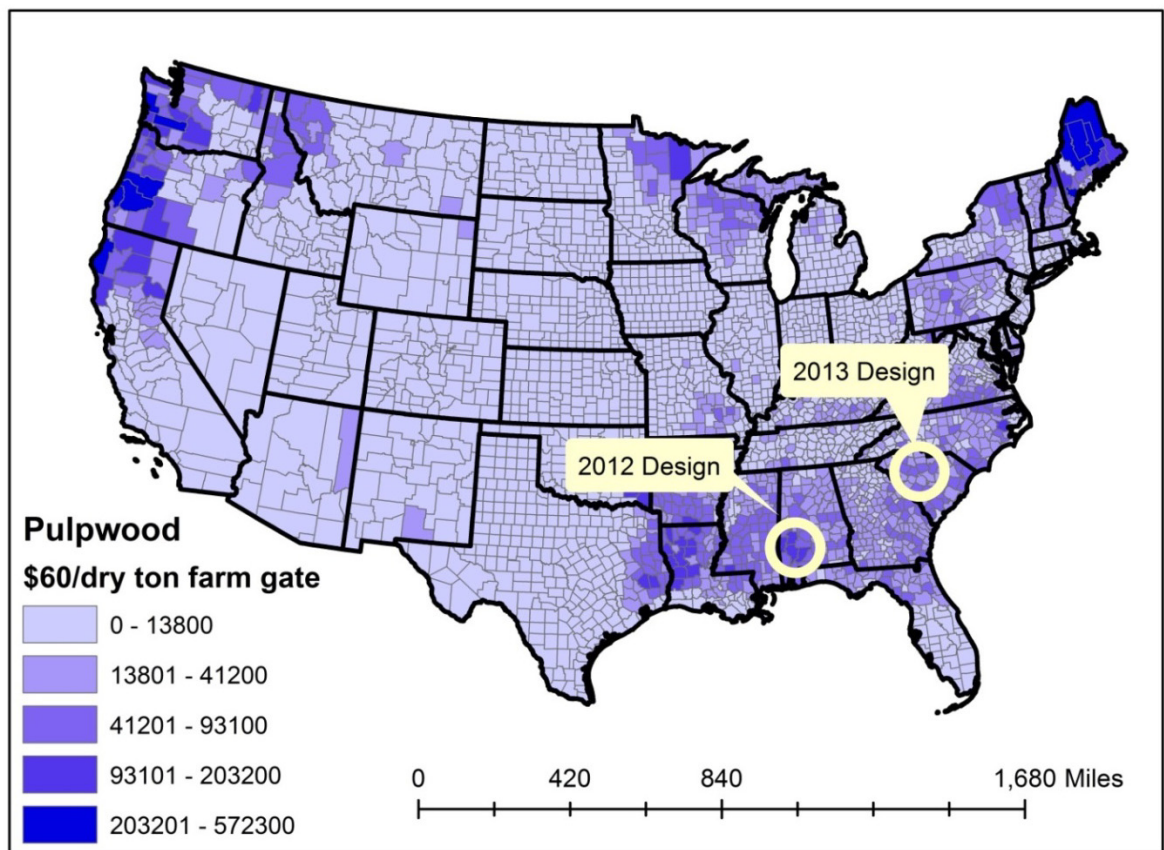 2013 Design
2012 Design
Pulpwood
$60/dry ton farm gate
0 - 13800
13801 - 41200
41201 - 93100
93101 - 203200
203201 - 572300
0 420 840 1,680 Miles